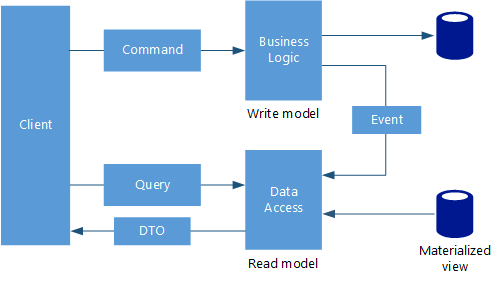 Client
Command
Business
Logic
Write model
Event
Query
Data
Access
DTO
Read model
Materialized
view